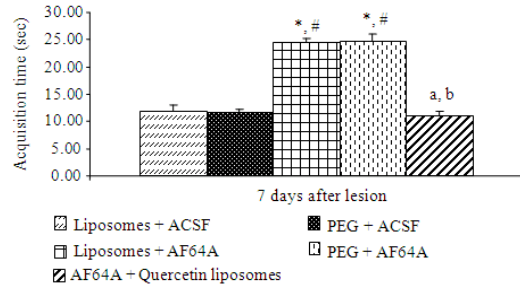 30.00
25.00
20.00
15.00
10.00
5.00
0.00
Acquisition time (sec)
*, #
*, #
a, b
7 days after lesion
Liposomes + ACSF
PEG + ACSF
Liposomes + AF64A
PEG + AF64A
AF64A + Quercetin liposomes